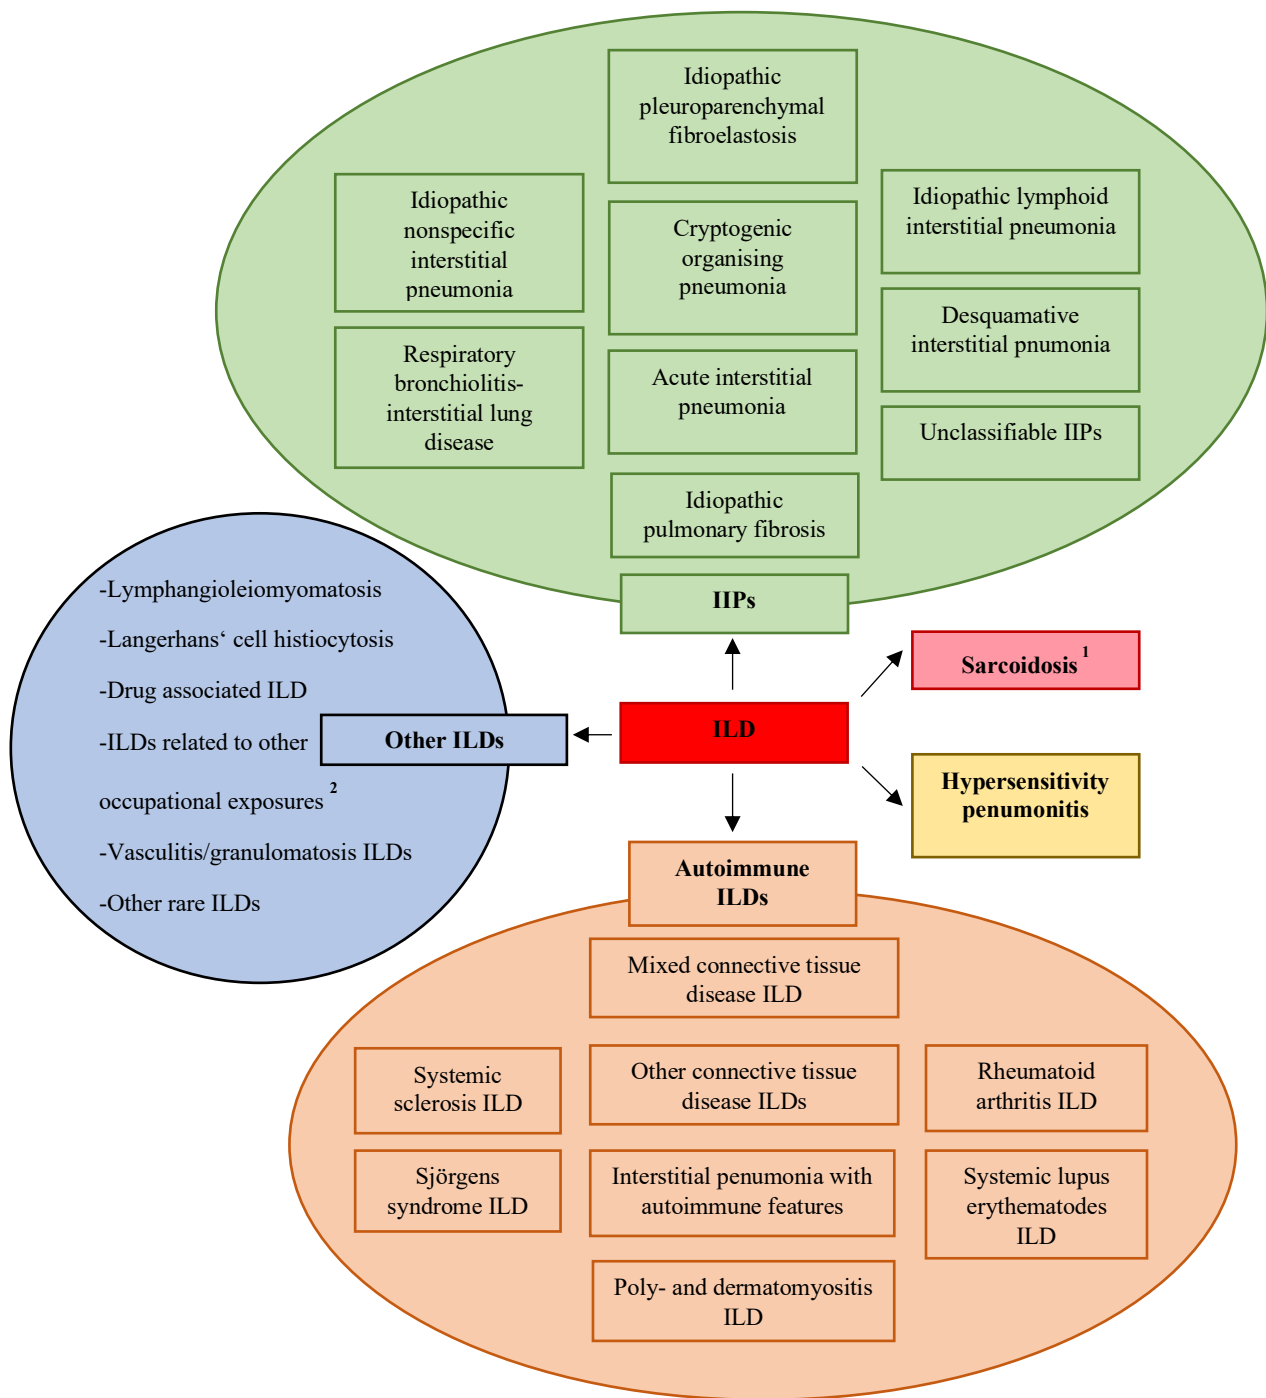 Idiopathic
pleuroparenchymal
fibroelastosis
Idiopathic
nonspecific
interstitial
pneumonia
Cryptogenic
organising
pneumonia
Idiopathic lymphoid
interstitial pneumonia
Respiratory
bronchiolitis-
interstitial lung
disease
Acute interstitial
pneumonia
Desquamative
interstitial pnumonia
Unclassifiable IIPs
Idiopathic
pulmonary fibrosis
IIPs
-Lymphangioleiomyomatosis
-Langerhans‘ cell histiocytosis
-Drug associated ILD
-ILDs related to other
occupational exposures 2
-Vasculitis/granulomatosis ILDs
-Other rare ILDs
Other ILDs
ILD
Sarcoidosis 1
Hypersensitivity
penumonitis
Autoimmune
ILDs
Mixed connective tissue
disease ILD
Systemic
sclerosis ILD
Other connective tissue
disease ILDs
Rheumatoid
arthritis ILD
Sjörgens
syndrome ILD
Interstitial penumonia with
autoimmune features
Systemic lupus
erythematodes
ILD
Poly- and dermatomyositis
ILD